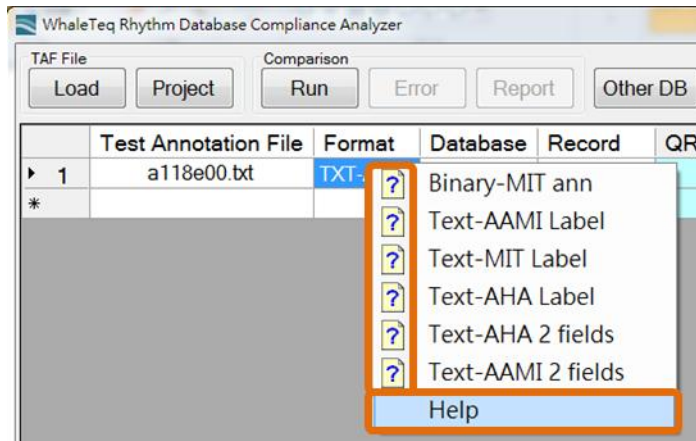 WhaleTeq Rhythm Database Compliance Analyzer
TAF File Comparison
Load Project Run Error Report Other DB
Test Annotation File Format Database Record QR
1 a118e00.txt TXT-
*
? Binary-MIT ann
? Text-AAMI Label
? Text-MIT Label
? Text-AHA Label
? Text-AHA 2 fields
? Text-AAMI 2 fields
Help